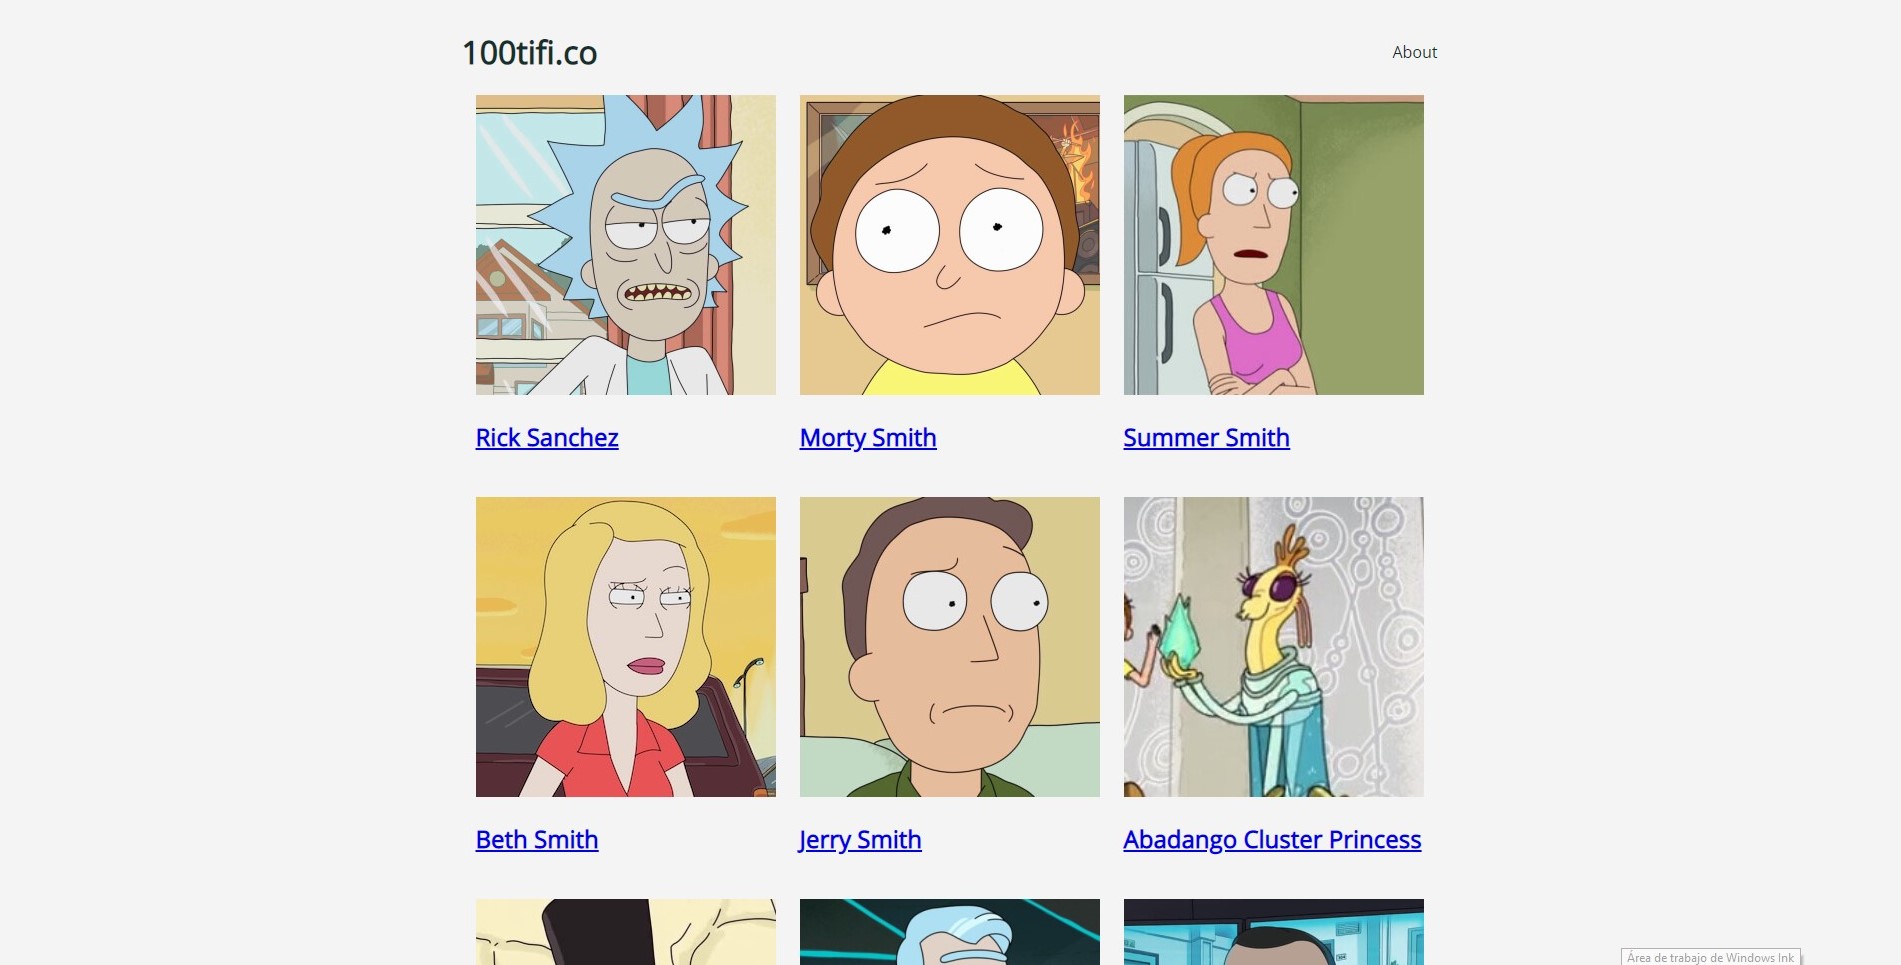 100tifi.co
About
Rick Sanchez
Morty Smith
Summer Smith
Beth Smith
Jerry Smith
Abadango Cluster Princess
Área de trabajo de Windows Ink